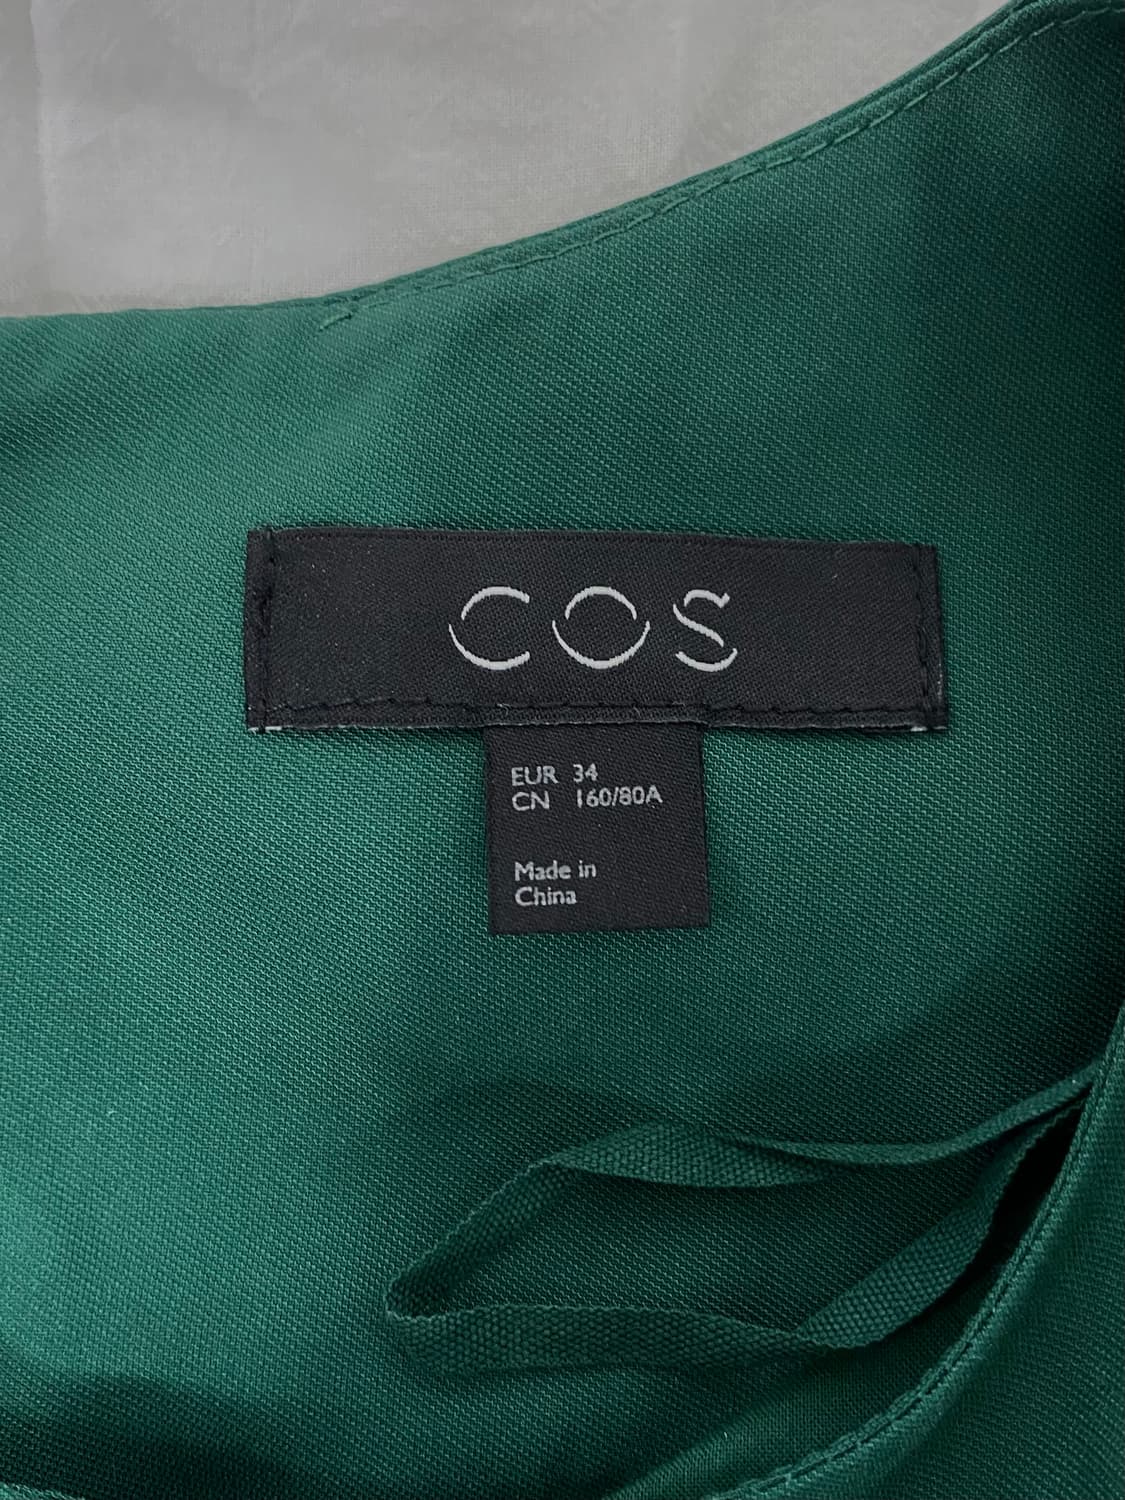 COS
EUR 34
CN 160/80A
Made in
China